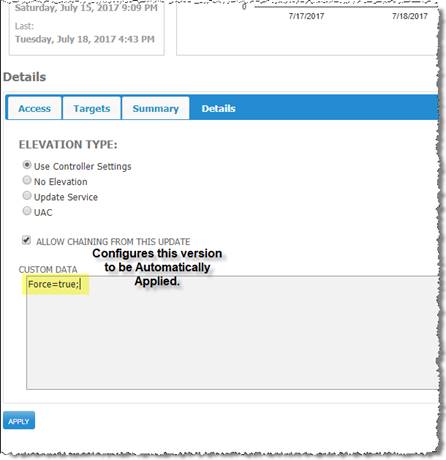 Saturday, July 15, 2017 9:09 PM
Last:
Tuesday, July 18, 2017 4:43 PM
0
7/17/2017 7/18/2017
Details
Access Targets Summary Details
ELEVATION TYPE:
Use Controller Settings
No Elevation
Update Service
UAC
ALLOW CHAINING FROM THIS UPDATE
Configures this version
to be Automatically
Applied.
CUSTOM DATA
Force=true;
APPLY